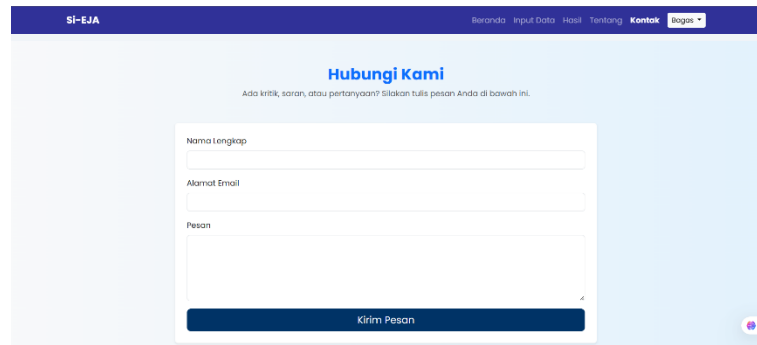 Si-EJA
Beranda Input Data Hasil Tentang Kontak Bagas
Hubungi Kami
Ada kritik, saran, atau pertanyaan? Silakan tulis pesan Anda di bawah ini.
Nama Lengkap
Alamat Email
Pesan
Kirim Pesan